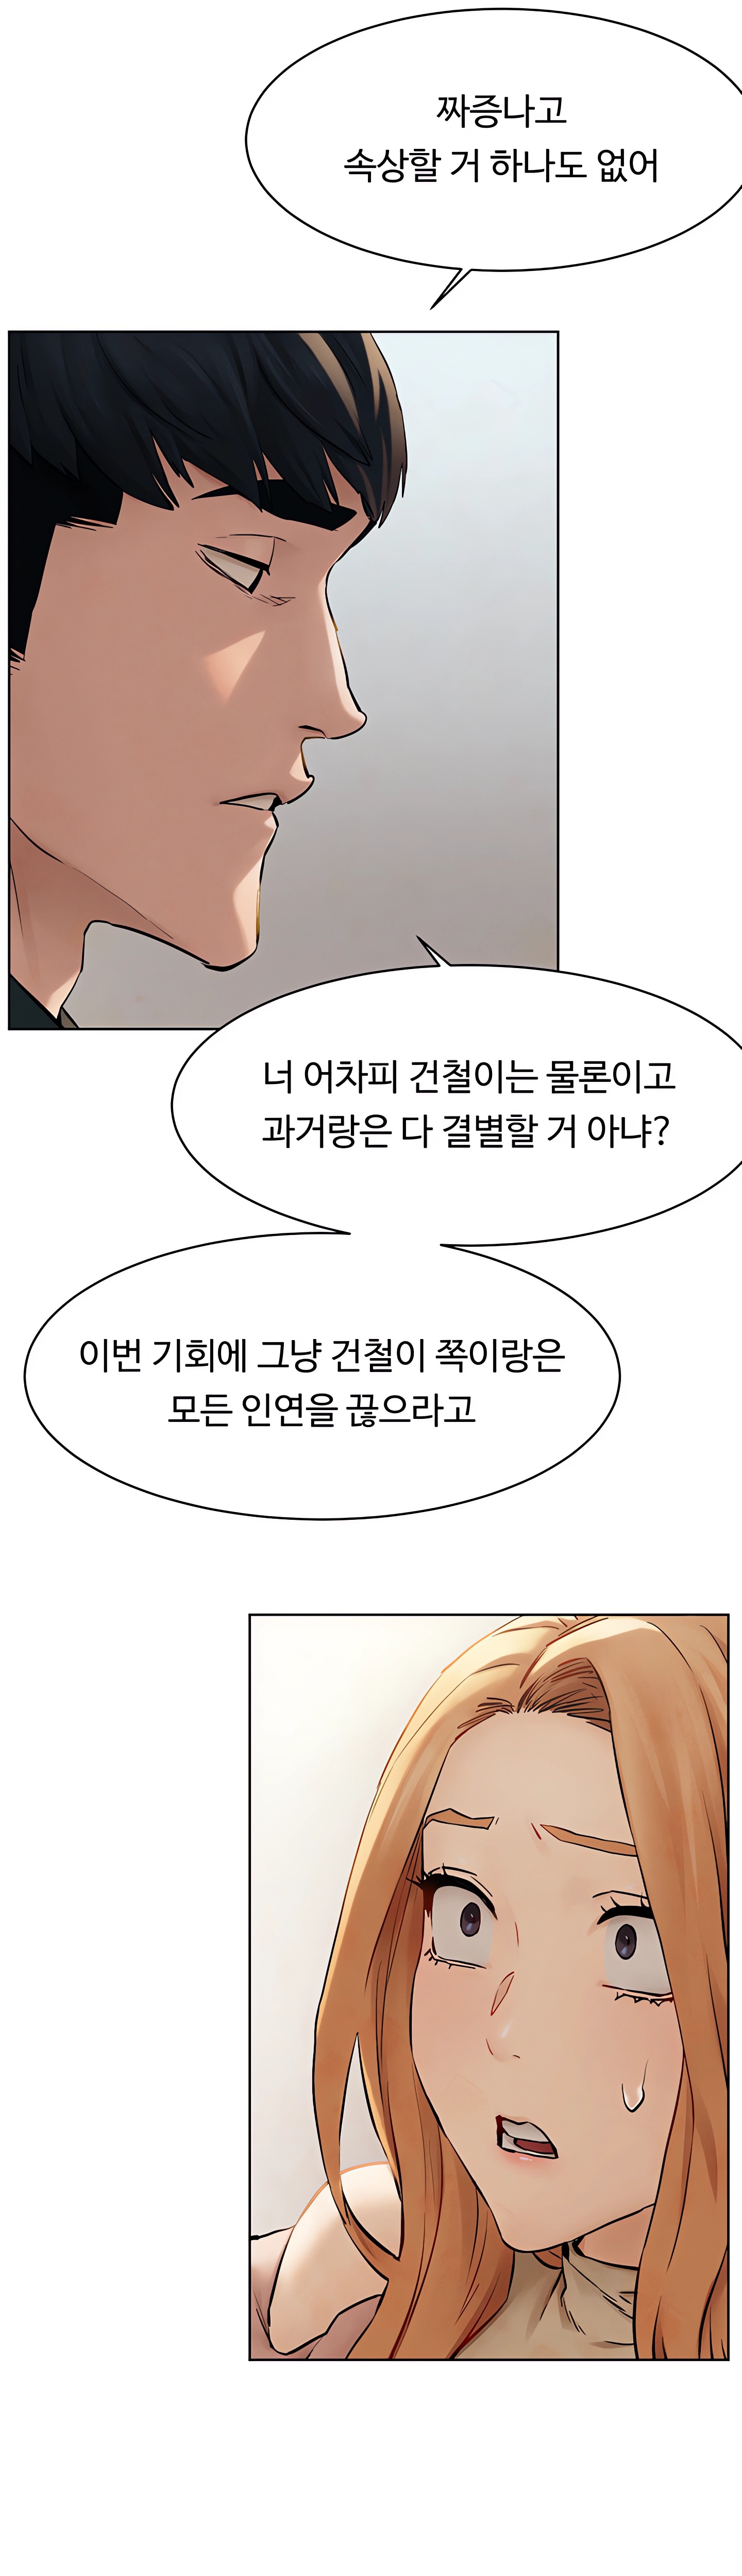 짜증나고
속상할 거 하나도 없어
너 어차피 건철이는 물론이고
과거랑은 다 결별할 거 아냐?
이번 기회에 그냥 건철이 쪽이랑은
모든 인연을 끊으라고